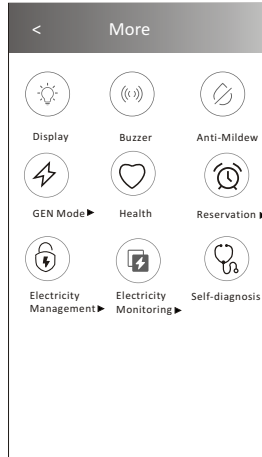 < More
Display Buzzer Anti-Mildew
GEN Mode▶ Health Reservation
Electricity Electricity Self-diagnosis
Management▶ Monitoring▶